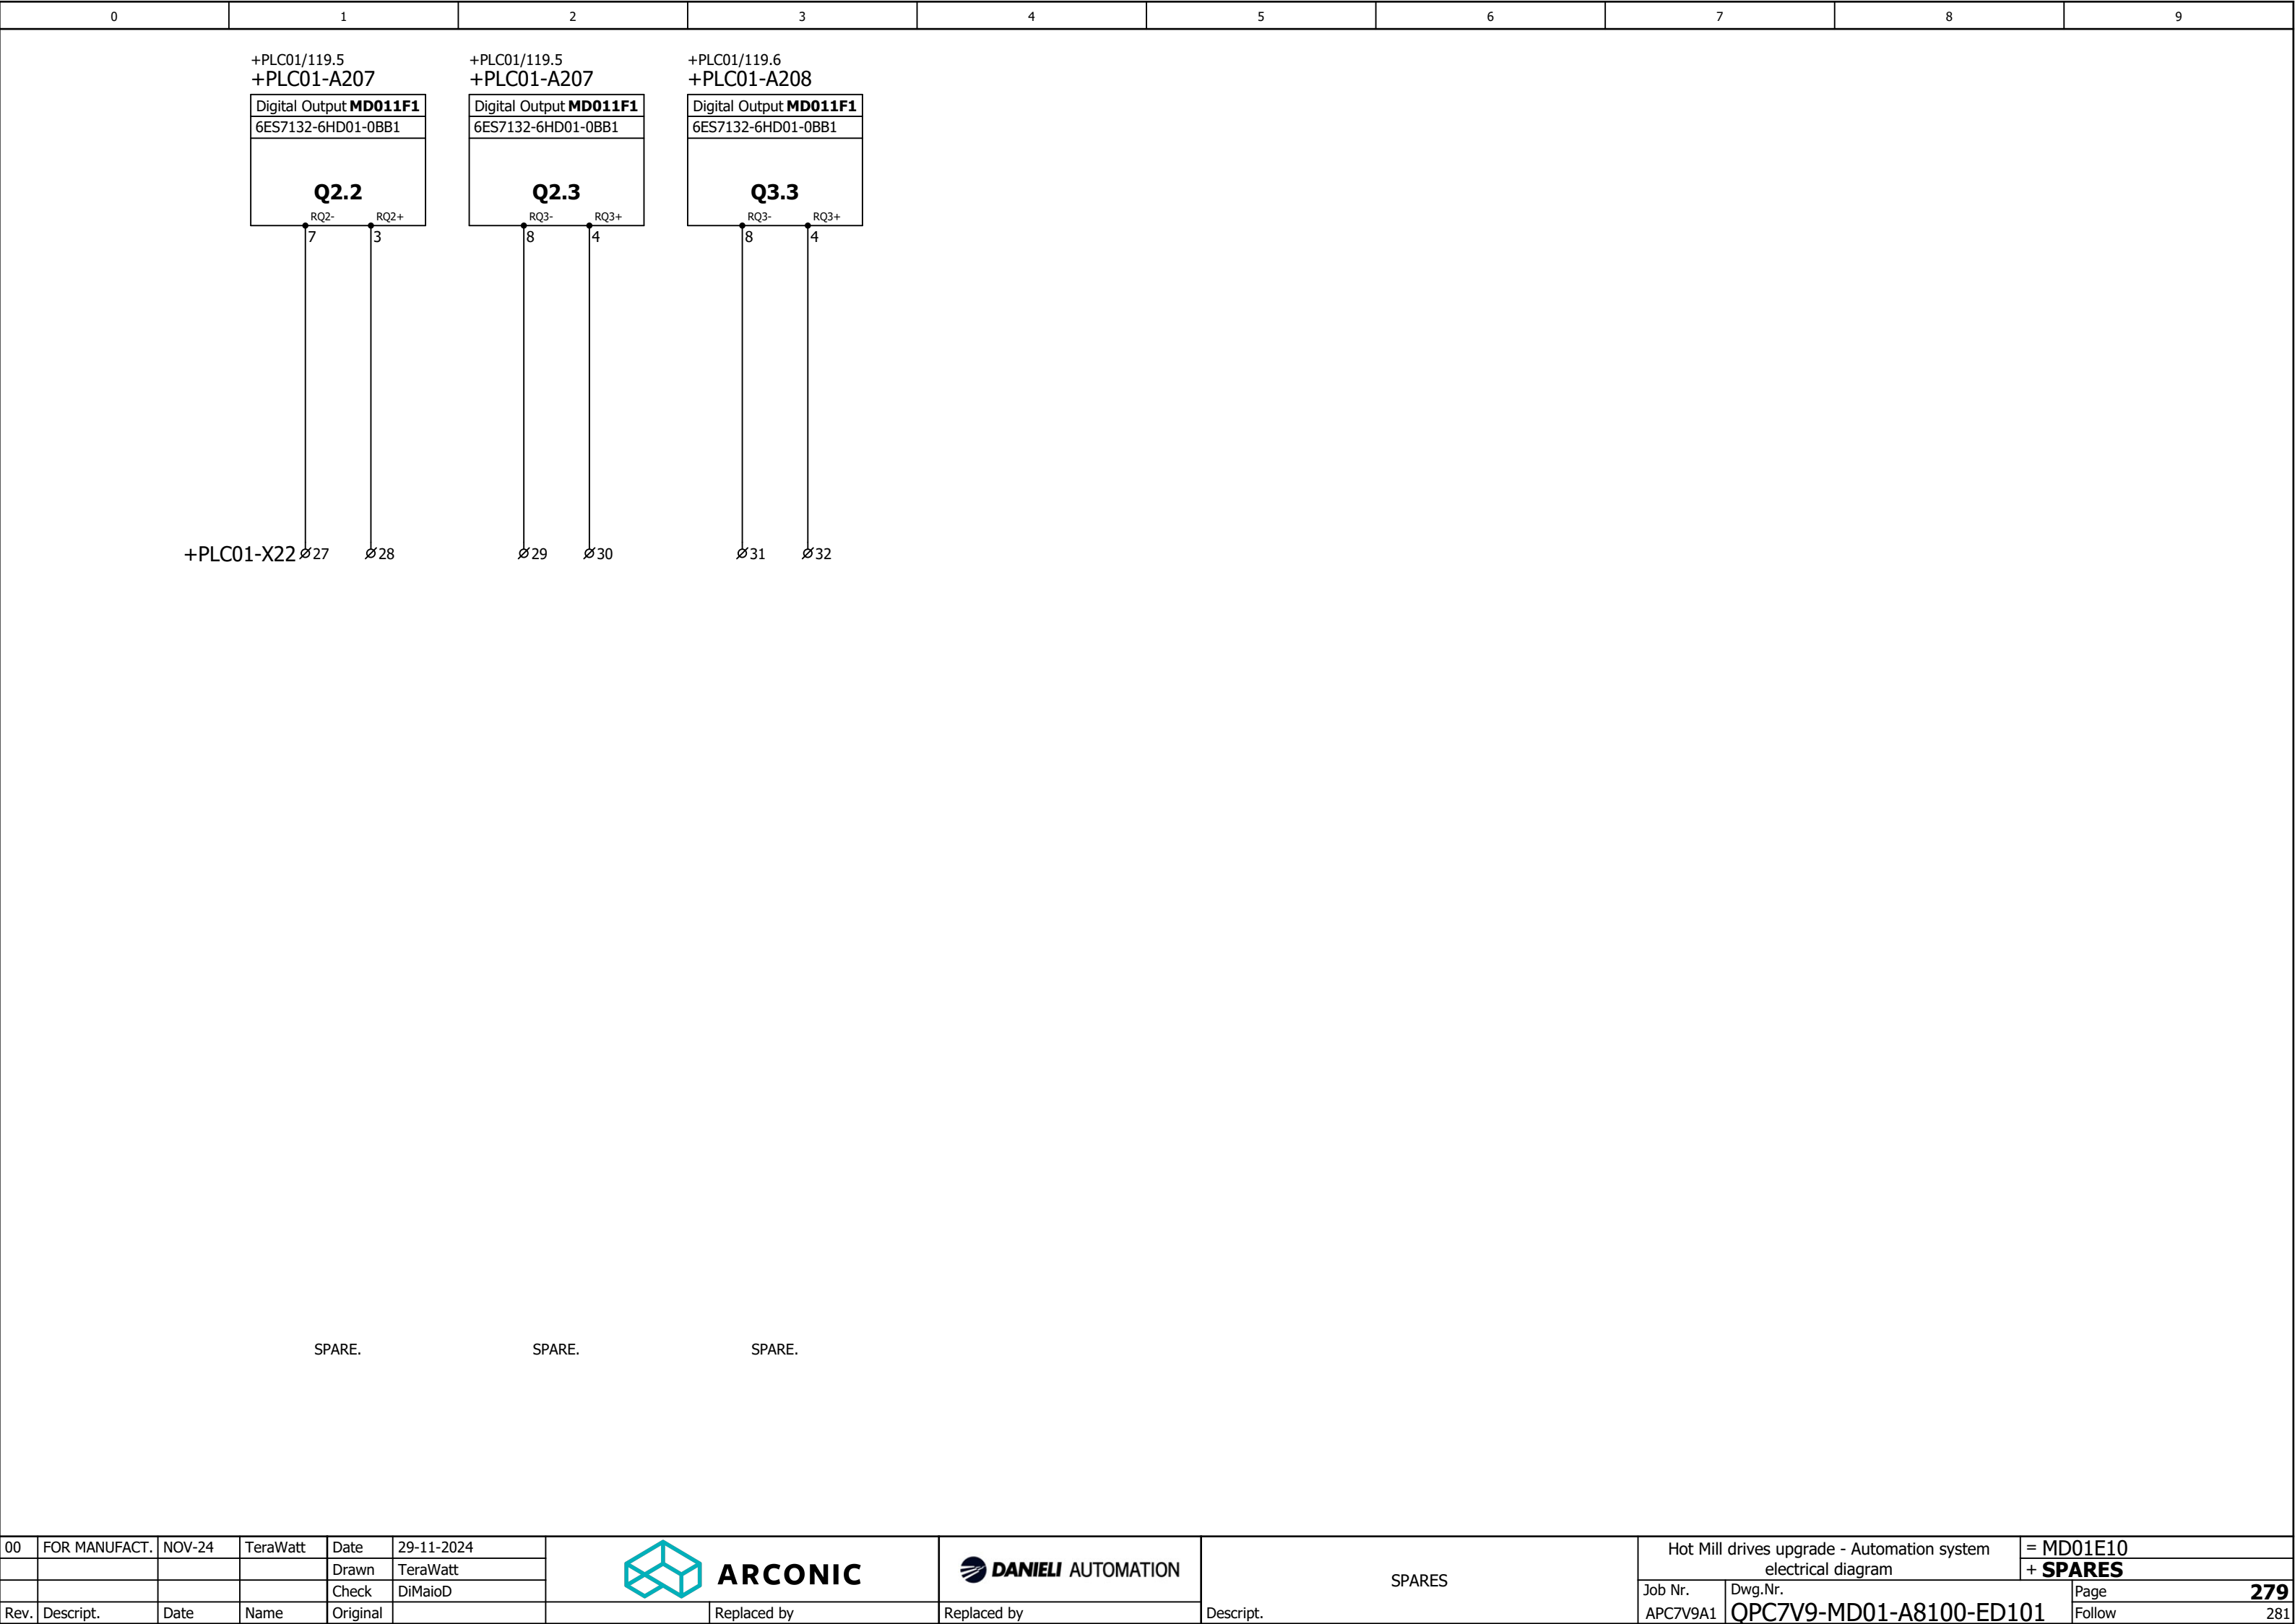 0 1 2 3 4 5 6 7 8 9
+PLC01/119.5 +PLC01/119.5 +PLC01/119.6
+PLC01-A207 +PLC01-A207 +PLC01-A208
Digital Output MD011F1 Digital Output MD011F1 Digital Output MD011F1
6ES7132-6HD01-0BB1 6ES7132-6HD01-0BB1 6ES7132-6HD01-0BB1
Q2.2 Q2.3 Q3.3
RQ2- RQ2+ RQ3- RQ3+ RQ3- RQ3+
7 3 8 4 8 4
+PLC01-X22 27 28 29 30 31 32
SPARE. SPARE. SPARE.
00 FOR MANUFACT. NOV-24 TeraWatt Date 29-11-2024
Drawn TeraWatt
Check DiMaioD
Rev. Descript. Date Name Original
ARCONIC
Replaced by
DANIELI AUTOMATION
Replaced by
SPARES
Descript.
Hot Mill drives upgrade - Automation system
electrical diagram
= MD01E10
+ SPARES
Job Nr. Dwg.Nr. Page 279
APC7V9A1 QPC7V9-MD01-A8100-ED101 Follow 281